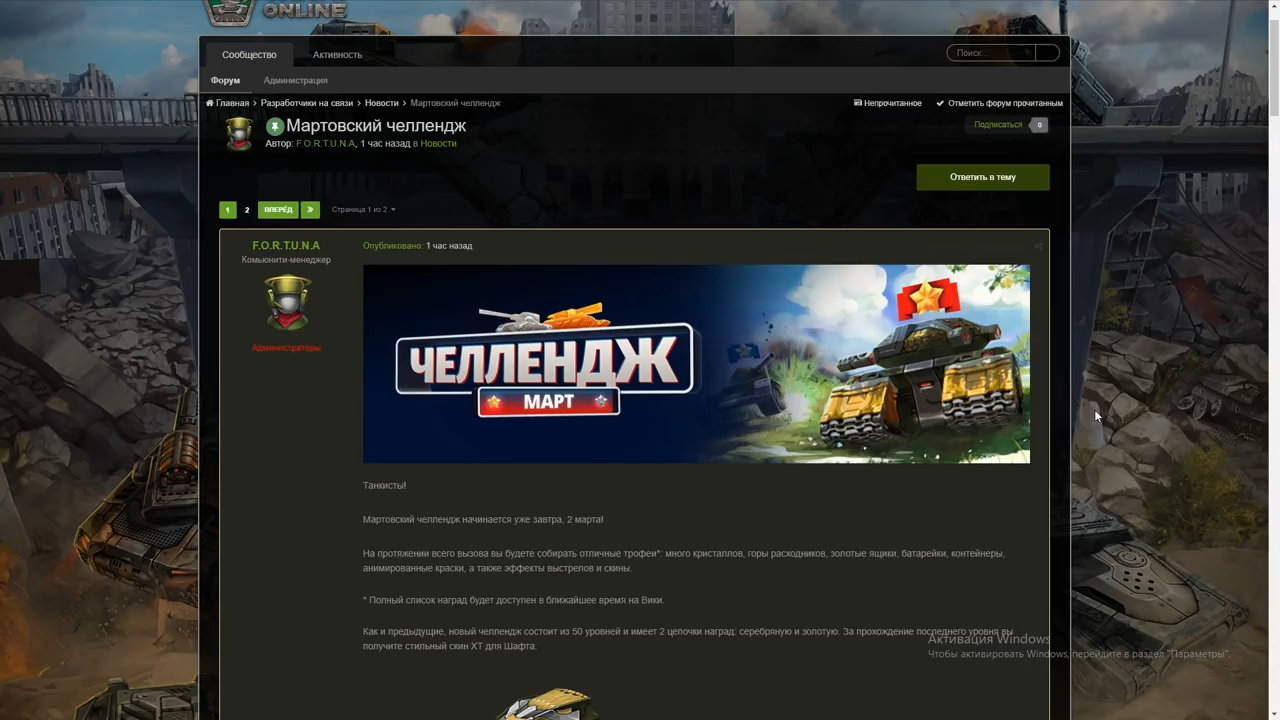 ONLINE
Сообщество
Активность
Поиск...
Форум
Администрация
Главная > Разработчики на связи > Новости > Мартовский челлендж
Непрочитанное
Отметить форум прочитанным
Мартовский челлендж
Подписаться 0
Автор: F.O.R.T.U.N.A, 1 час назад в Новости
Ответить в тему
1 2 ВПЕРЁД Страница 1 из 2
F.O.R.T.U.N.A
Опубликовано: 1 час назад
Комьюнити-менеджер
Администраторы
ЧЕЛЛЕНДЖ
МАРТ
Танкисты!
Мартовский челлендж начинается уже завтра, 2 марта!
На протяжении всего вызова вы будете собирать отличные трофеи*: много кристаллов, горы расходников, золотые ящики, батарейки, контейнеры,
анимированные краски, а также эффекты выстрелов и скины.
* Полный список наград будет доступен в ближайшее время на Вики.
Как и предыдущие, новый челлендж состоит из 50 уровней и имеет 2 цепочки наград: серебряную и золотую. За прохождение последнего уровня вы
получите стильный скин XT для Шафта:
Активация Windows
Чтобы активировать Windows, перейдите в раздел "Параметры".